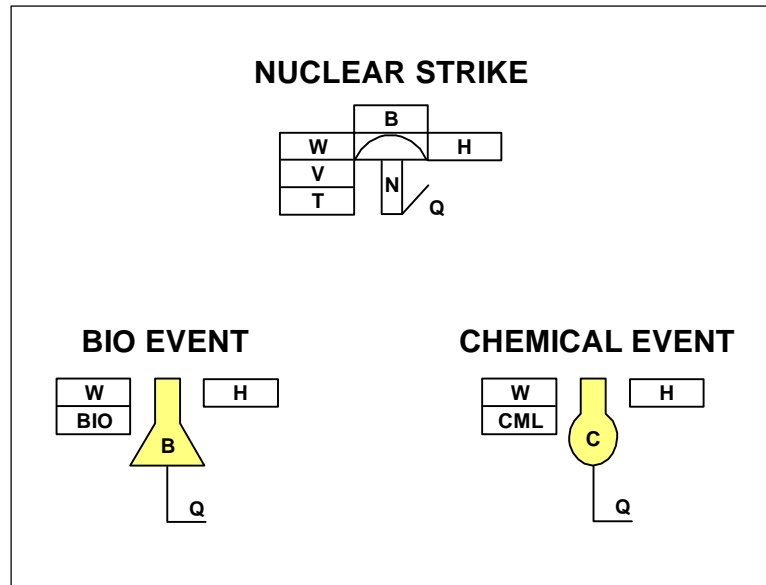 NUCLEAR STRIKE
B
W H
V
N
T Q
BIO EVENT
W H
BIO
B
Q
CHEMICAL EVENT
W H
CML
C
Q